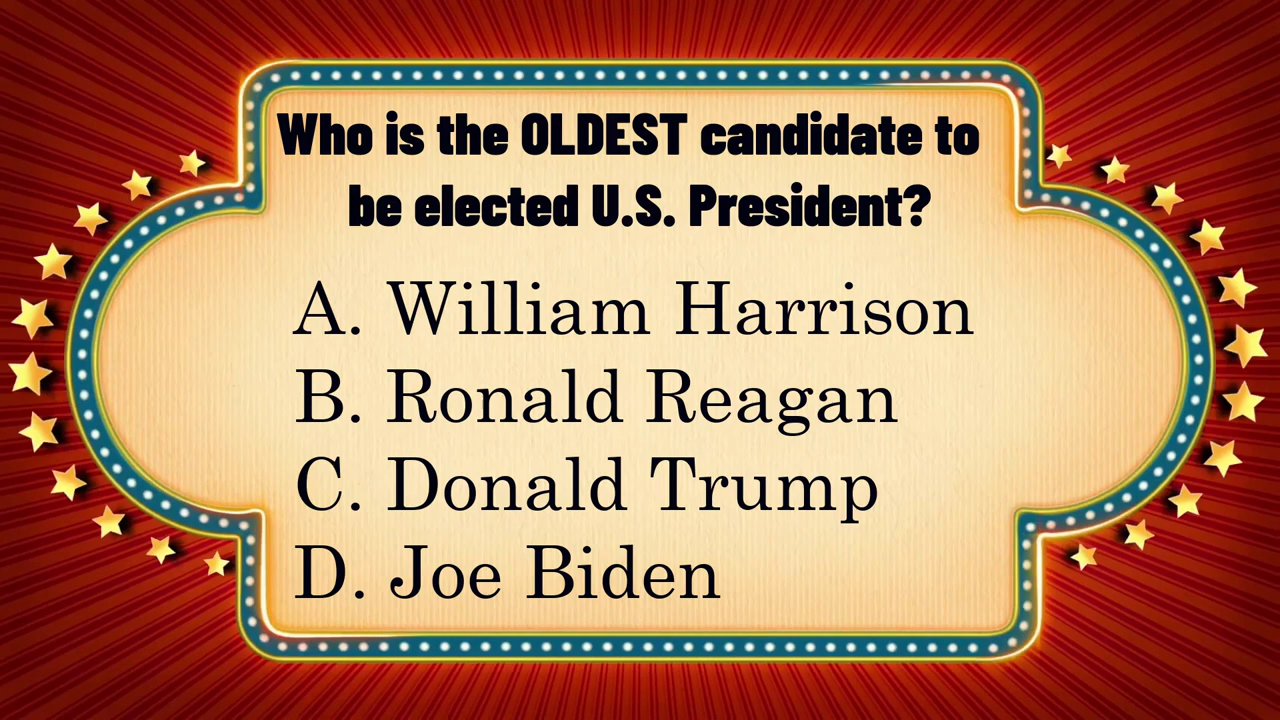 Who is the OLDEST candidate to
be elected U.S. President?
A. William Harrison
B. Ronald Reagan
C. Donald Trump
D. Joe Biden